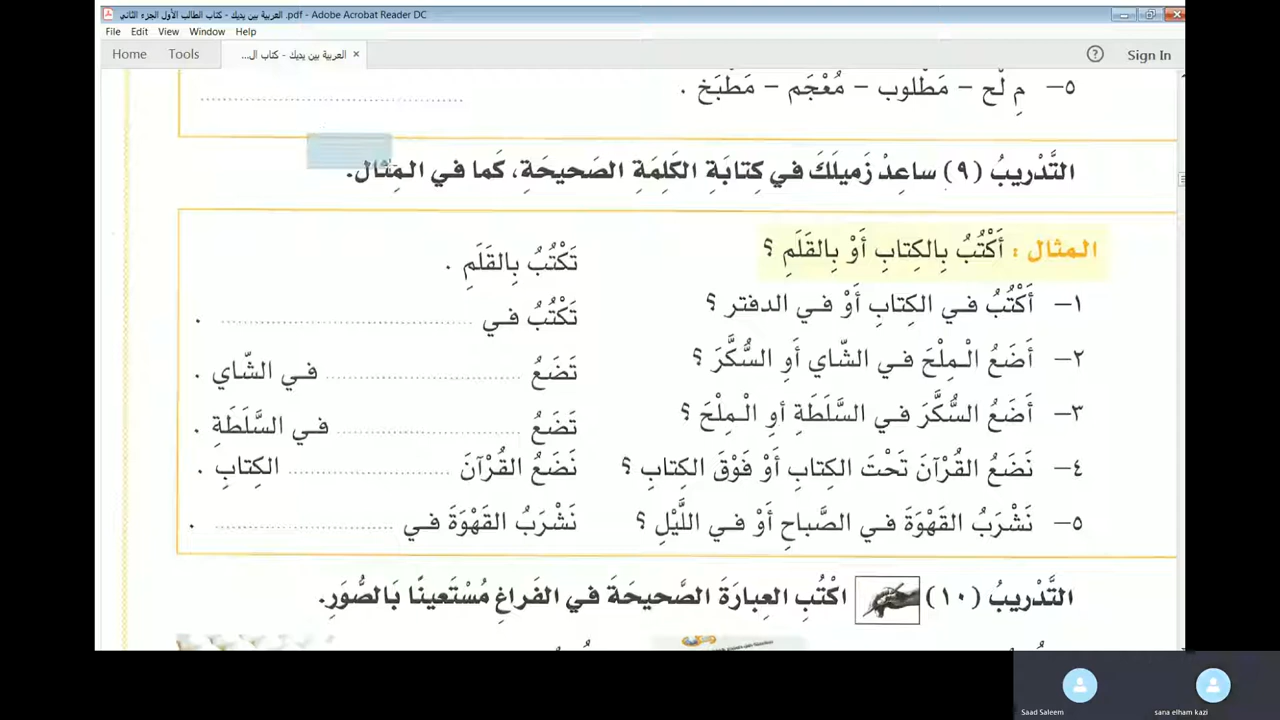 العربية بين يديك - كتاب الطالب الأول الجزء الثاني .pdf - Adobe Acrobat Reader DC
File Edit View Window Help
Home Tools العربية بين يديك - كتاب ال... × ? Sign In
٥– مِ لْح – مَطْلوب – مُعْجَم – مَطْبَخ . ..............................
التَّدْريبُ (٩) ساعِدْ زَميلَكَ في كِتابَةِ الكَلِمَةِ الصَحيحَةِ، كَما في المِثال.
المثال : أَكْتُبُ بِالكِتابِ أَوْ بِالقَلَمِ ؟ تَكْتُبُ بِالقَلَمِ .
١– أَكْتُبُ في الكِتابِ أَوْ في الدفتر ؟ تَكْتُبُ في .............................. .
٢– أَضَعُ الْمِلْحَ في الشّاي أَوِ السُّكَّرَ ؟ تَضَعُ .............................. في الشّاي .
٣– أَضَعُ السُّكَّرَ في السَّلَطَةِ أوِ الْمِلْحَ ؟ تَضَعُ .............................. في السَّلَطَةِ .
٤– نَضَعُ القُرْآنَ تَحْتَ الكِتابِ أَوْ فَوْقَ الكِتابِ ؟ نَضَعُ القُرْآنَ .............................. الكِتابِ .
٥– نَشْرَبُ القَهْوَةَ في الصَّباحِ أَوْ في اللَّيْلِ ؟ نَشْرَبُ القَهْوَةَ في .............................. .
التَّدْريبُ (١٠) اكْتُبِ العِبارَةَ الصَّحيحَةَ في الفَراغِ مُسْتَعينًا بَالصُّوَرِ.
Saad Saleem sana elham kazi